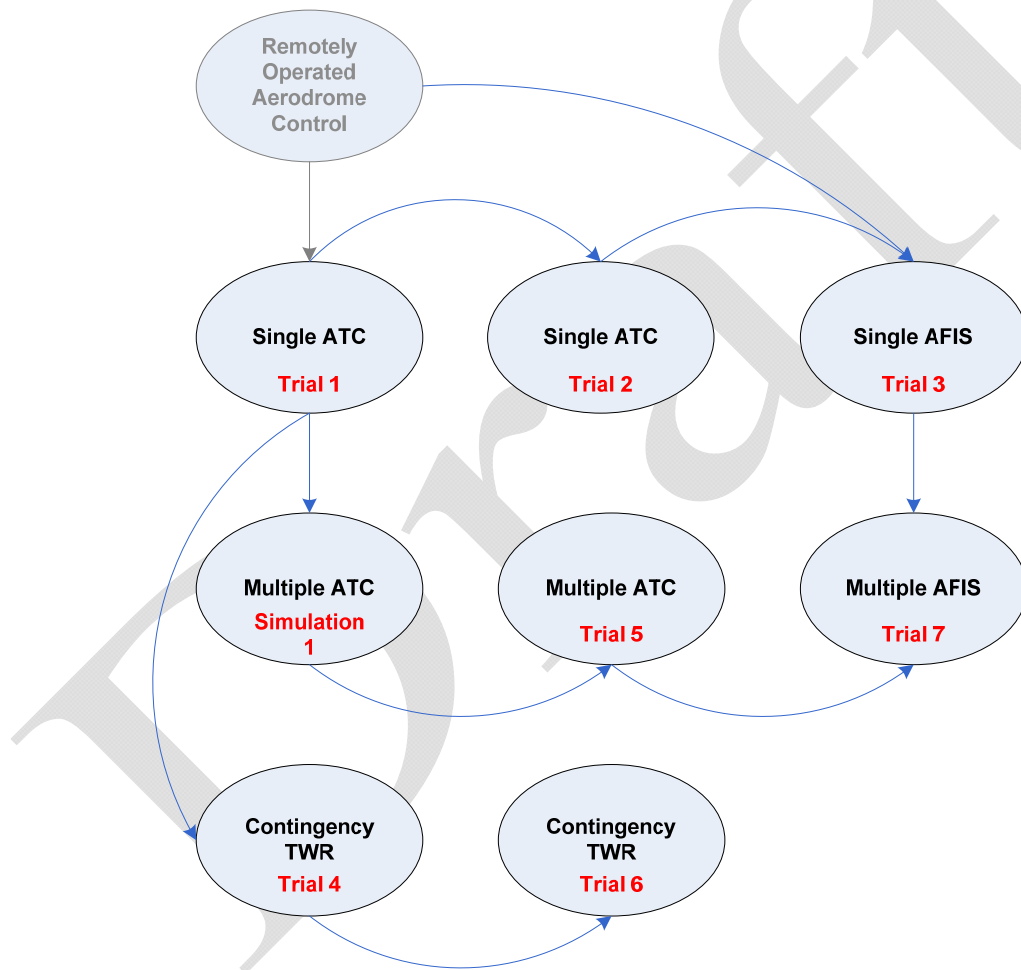 Remotely
Operated
Aerodrome
Control
Single ATC
Trial 1
Single ATC
Trial 2
Single AFIS
Trial 3
Multiple ATC
Simulation
1
Multiple ATC
Trial 5
Multiple AFIS
Trial 7
Contingency
TWR
Trial 4
Contingency
TWR
Trial 6
Draft